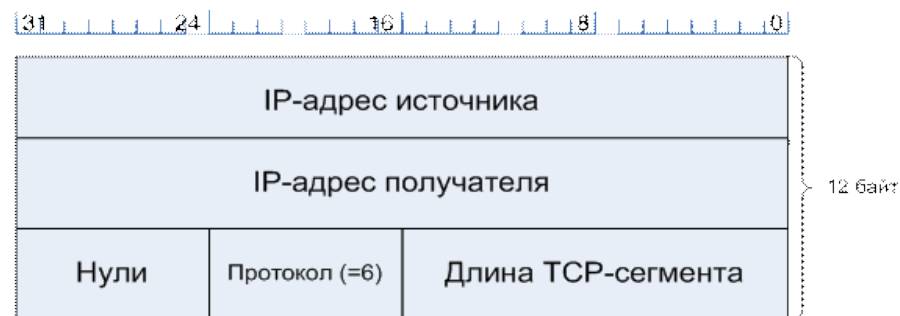 31 24 16 8 0
IP-адрес источника
IP-адрес получателя
12 байт
Нули Протокол (=6) Длина TCP-сегмента